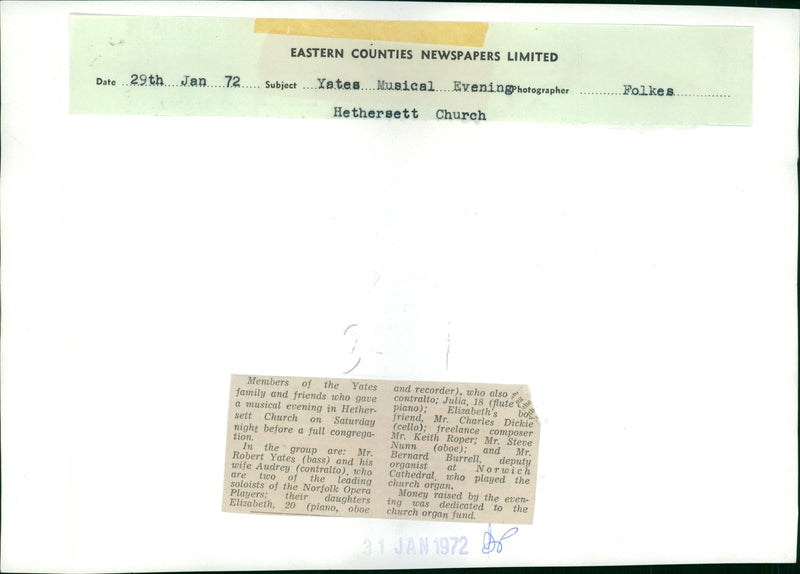 EASTERN COUNTIES NEWSPAPERS LIMITED
Date 29th Jan 72 Subject Yates Musical Evening Photographer Folkes
Hethersett Church
Members of the Yates
family and friends who gave
a musical evening in Hether-
sett Church on Saturday
night before a full congrega-
tion.
In the group are: Mr.
Robert Yates (bass) and his
wife Audrey (contralto), who
are two of the leading
soloists of the Norfolk Opera
Players; their daughters
Elizabeth, 20 (piano, oboe
and recorder), who also
contralto; Julia, 18 (flute
piano); Elizabeth's boy
friend, Mr. Charles Dickie
(cello); freelance composer
Mr. Keith Roper; Mr. Steve
Nunn (oboe); and Mr.
Bernard Burrell, deputy
organist at Norwich
Cathedral, who played the
church organ.
Money raised by the even-
ing was dedicated to the
church organ fund.
31 JAN 1972